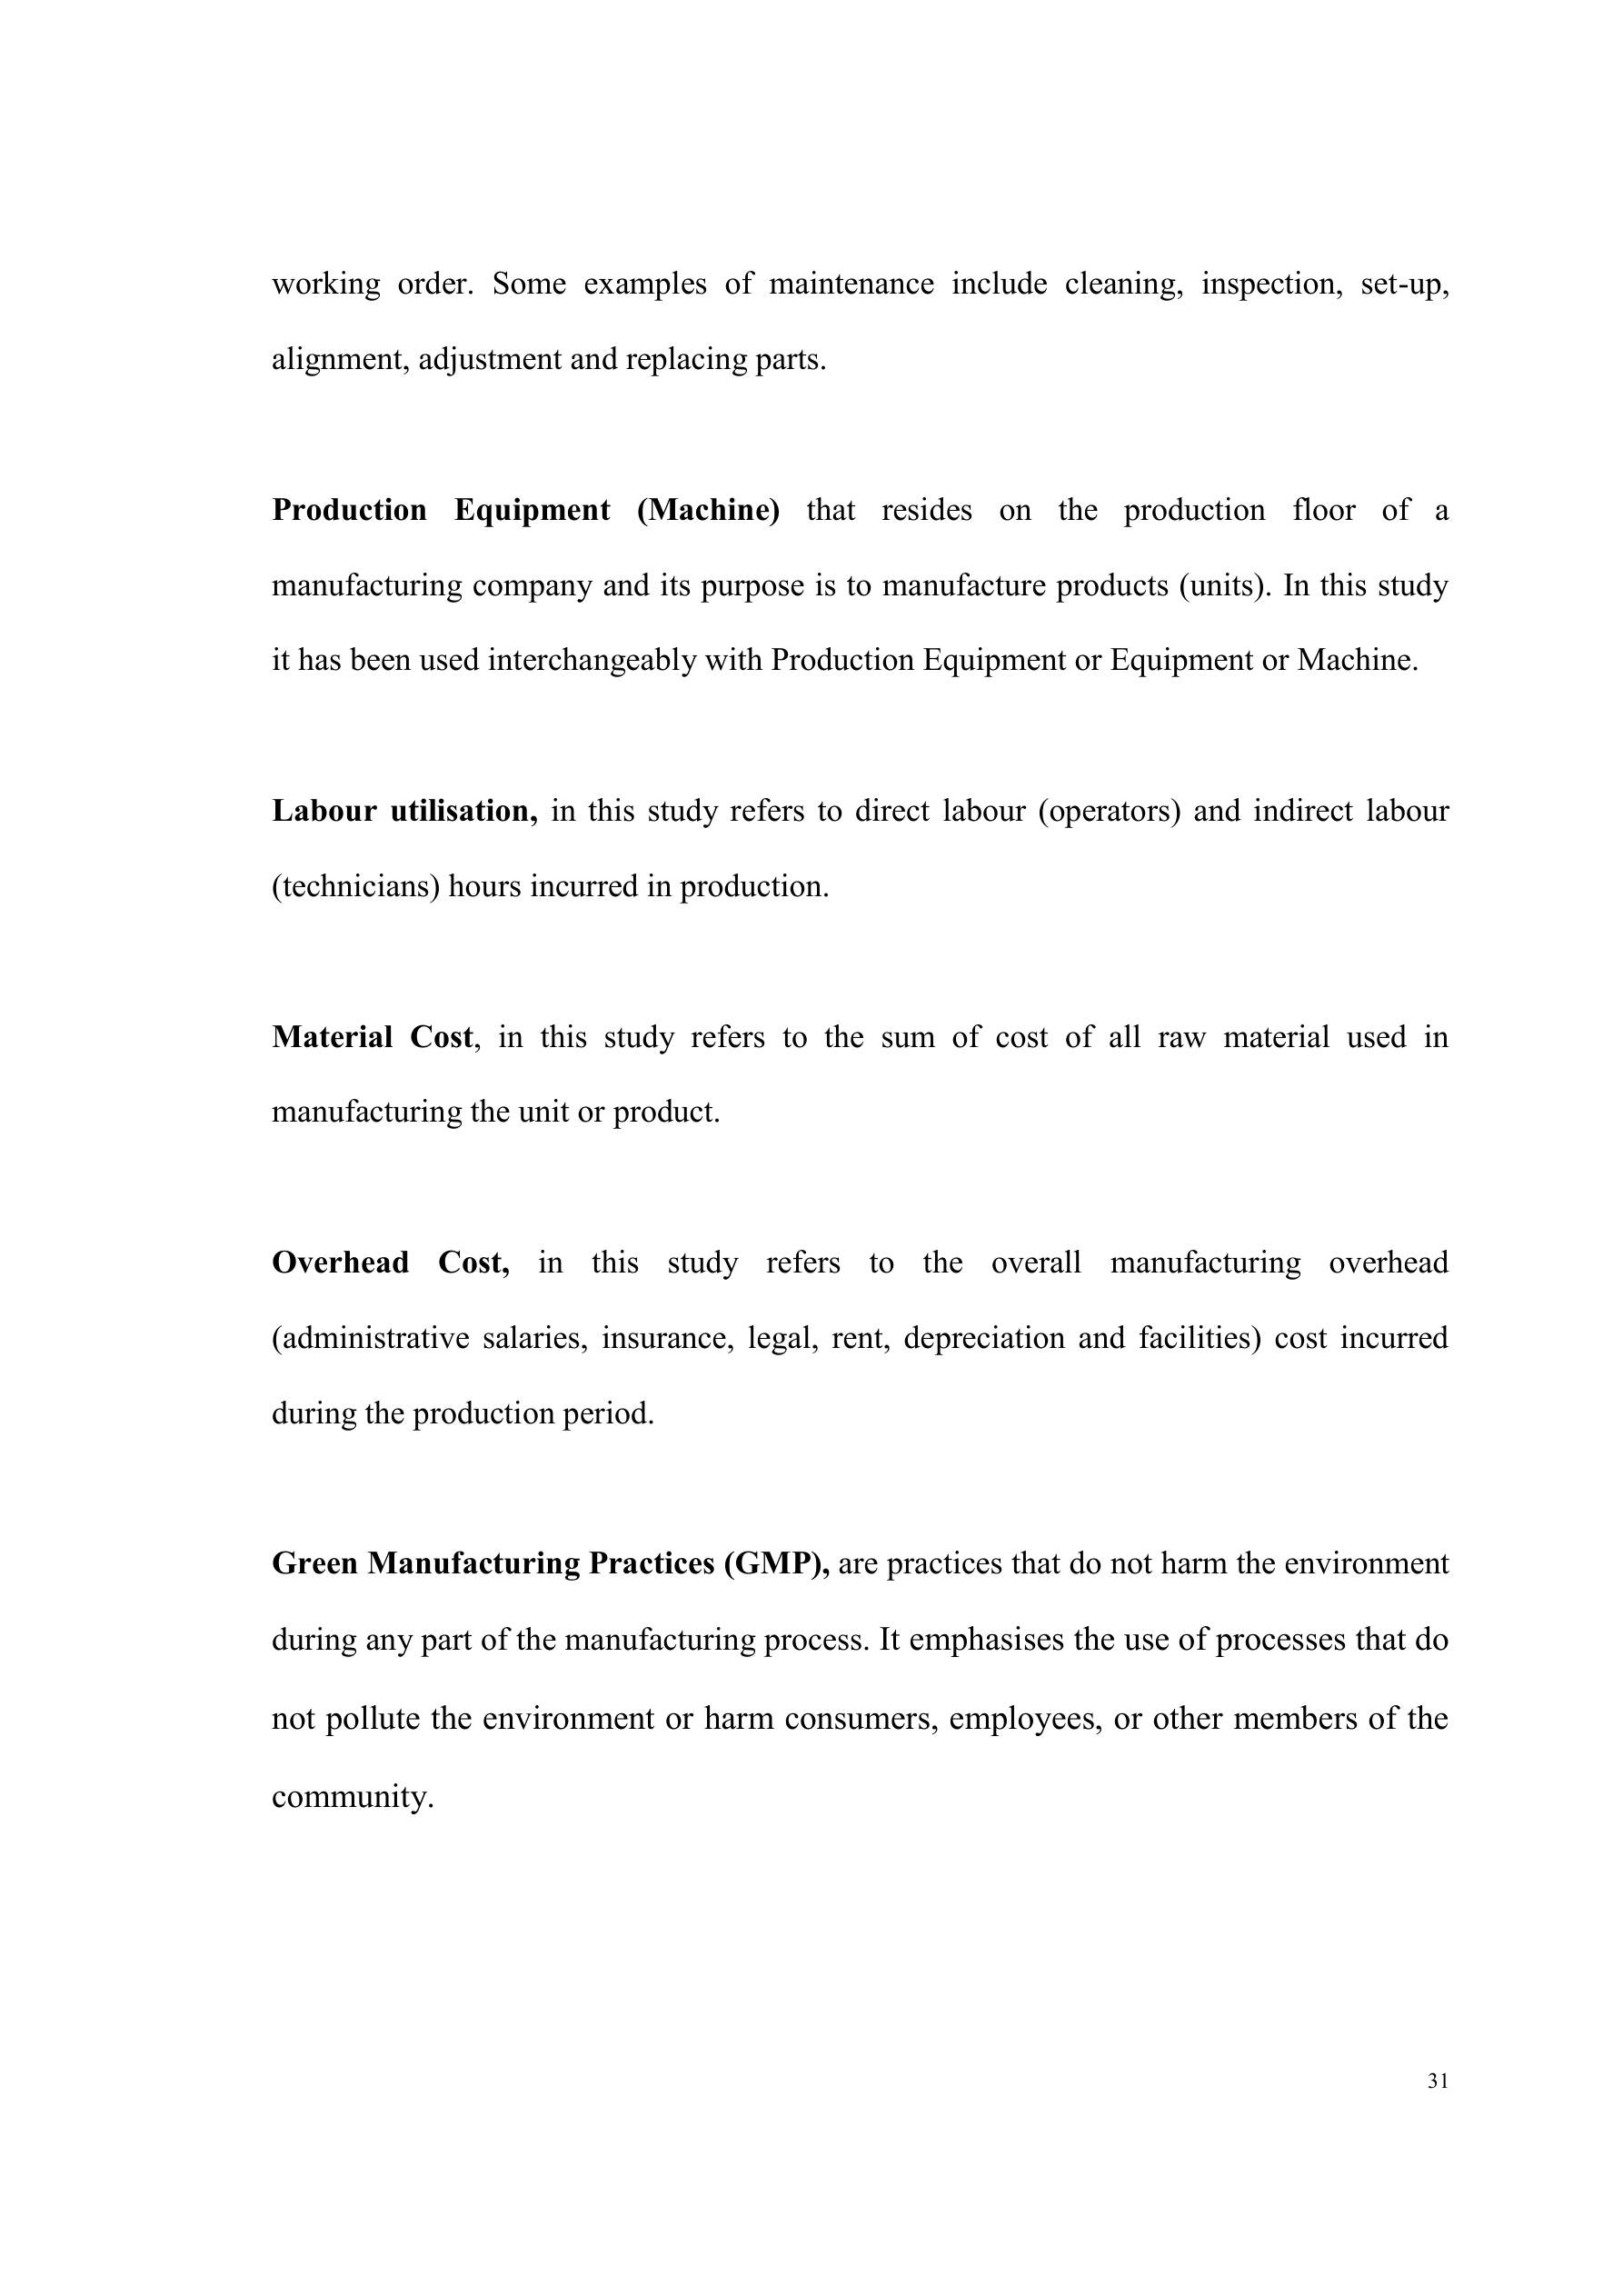 working order. Some examples of maintenance include cleaning, inspection, set-up,
alignment, adjustment and replacing parts.
Production Equipment (Machine) that resides on the production floor of a
manufacturing company and its purpose is to manufacture products (units). In this study
it has been used interchangeably with Production Equipment or Equipment or Machine.
Labour utilisation, in this study refers to direct labour (operators) and indirect labour
(technicians) hours incurred in production.
Material Cost, in this study refers to the sum of cost of all raw material used in
manufacturing the unit or product.
Overhead Cost, in this study refers to the overall manufacturing overhead
(administrative salaries, insurance, legal, rent, depreciation and facilities) cost incurred
during the production period.
Green Manufacturing Practices (GMP), are practices that do not harm the environment
during any part of the manufacturing process. It emphasises the use of processes that do
not pollute the environment or harm consumers, employees, or other members of the
community.
31